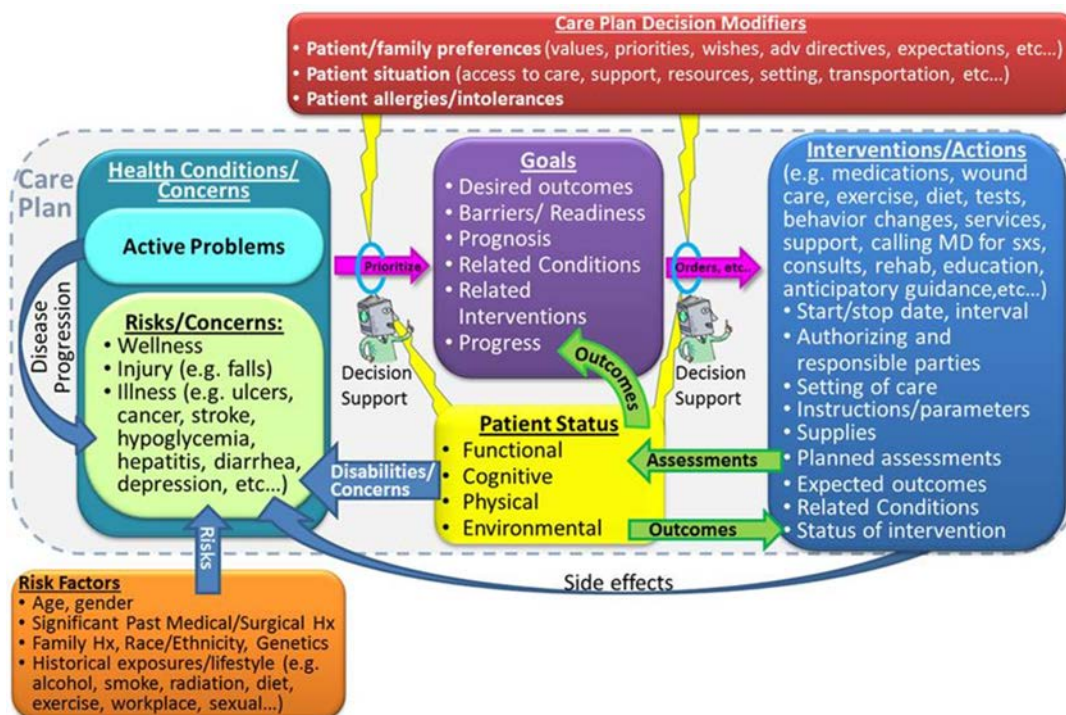 Care Plan Decision Modifiers
• Patient/family preferences (values, priorities, wishes, adv directives, expectations, etc…)
• Patient situation (access to care, support, resources, setting, transportation, etc…)
• Patient allergies/intolerances
Care
Plan
Health Conditions/
Concerns
Active Problems
Disease
Progression
Risks/Concerns:
• Wellness
• Injury (e.g. falls)
• Illness (e.g. ulcers,
cancer, stroke,
hypoglycemia,
hepatitis, diarrhea,
depression, etc…)
Prioritize
Decision
Support
Goals
• Desired outcomes
• Barriers/ Readiness
• Prognosis
• Related Conditions
• Related
Interventions
• Progress
Outcomes
Orders, etc..
Decision
Support
Interventions/Actions
(e.g. medications, wound
care, exercise, diet, tests,
behavior changes, services,
support, calling MD for sxs,
consults, rehab, education,
anticipatory guidance,etc…)
• Start/stop date, interval
• Authorizing and
responsible parties
• Setting of care
• Instructions/parameters
• Supplies
• Planned assessments
• Expected outcomes
• Related Conditions
• Status of intervention
Patient Status
• Functional
• Cognitive
• Physical
• Environmental
Disabilities/
Concerns
Assessments
Outcomes
Side effects
Risks
Risk Factors
• Age, gender
• Significant Past Medical/Surgical Hx
• Family Hx, Race/Ethnicity, Genetics
• Historical exposures/lifestyle (e.g.
alcohol, smoke, radiation, diet,
exercise, workplace, sexual…)